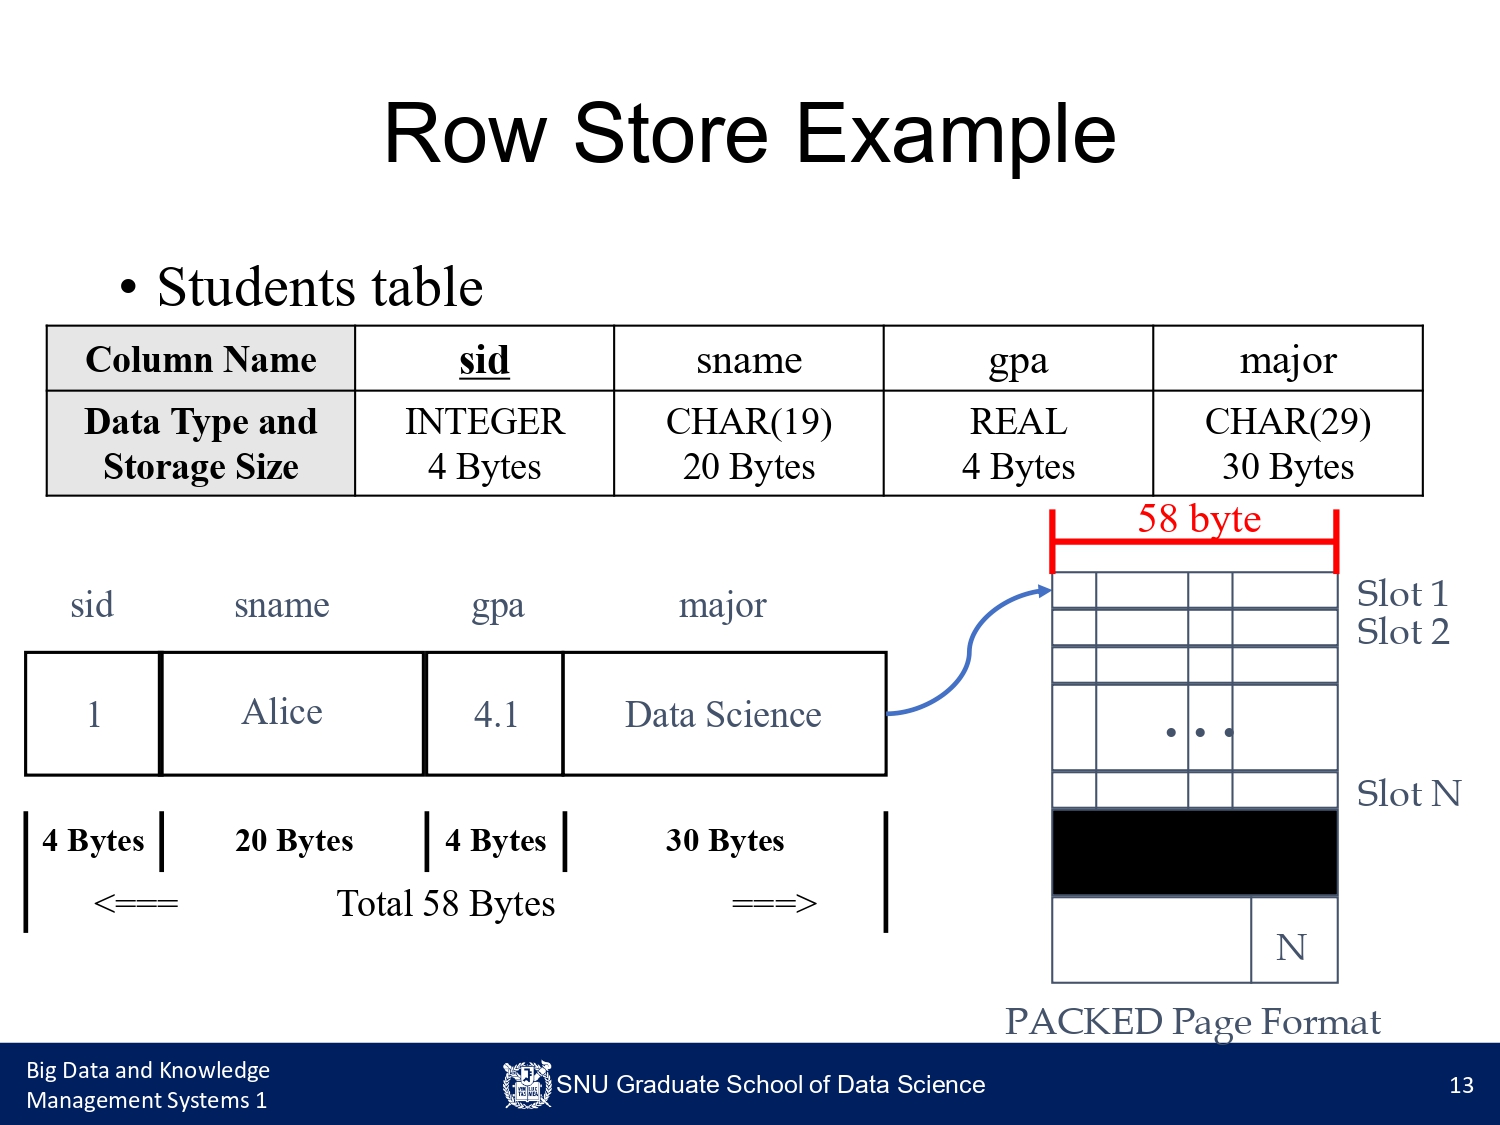 Row Store Example
• Students table
Column Name sid sname gpa major
Data Type and Storage Size INTEGER 4 Bytes CHAR(19) 20 Bytes REAL 4 Bytes CHAR(29) 30 Bytes
58 byte
sid sname gpa major
1 Alice 4.1 Data Science
4 Bytes 20 Bytes 4 Bytes 30 Bytes
<=== Total 58 Bytes ===>
Slot 1
Slot 2
• • •
Slot N
N
PACKED Page Format
Big Data and Knowledge
Management Systems 1
SNU Graduate School of Data Science
13